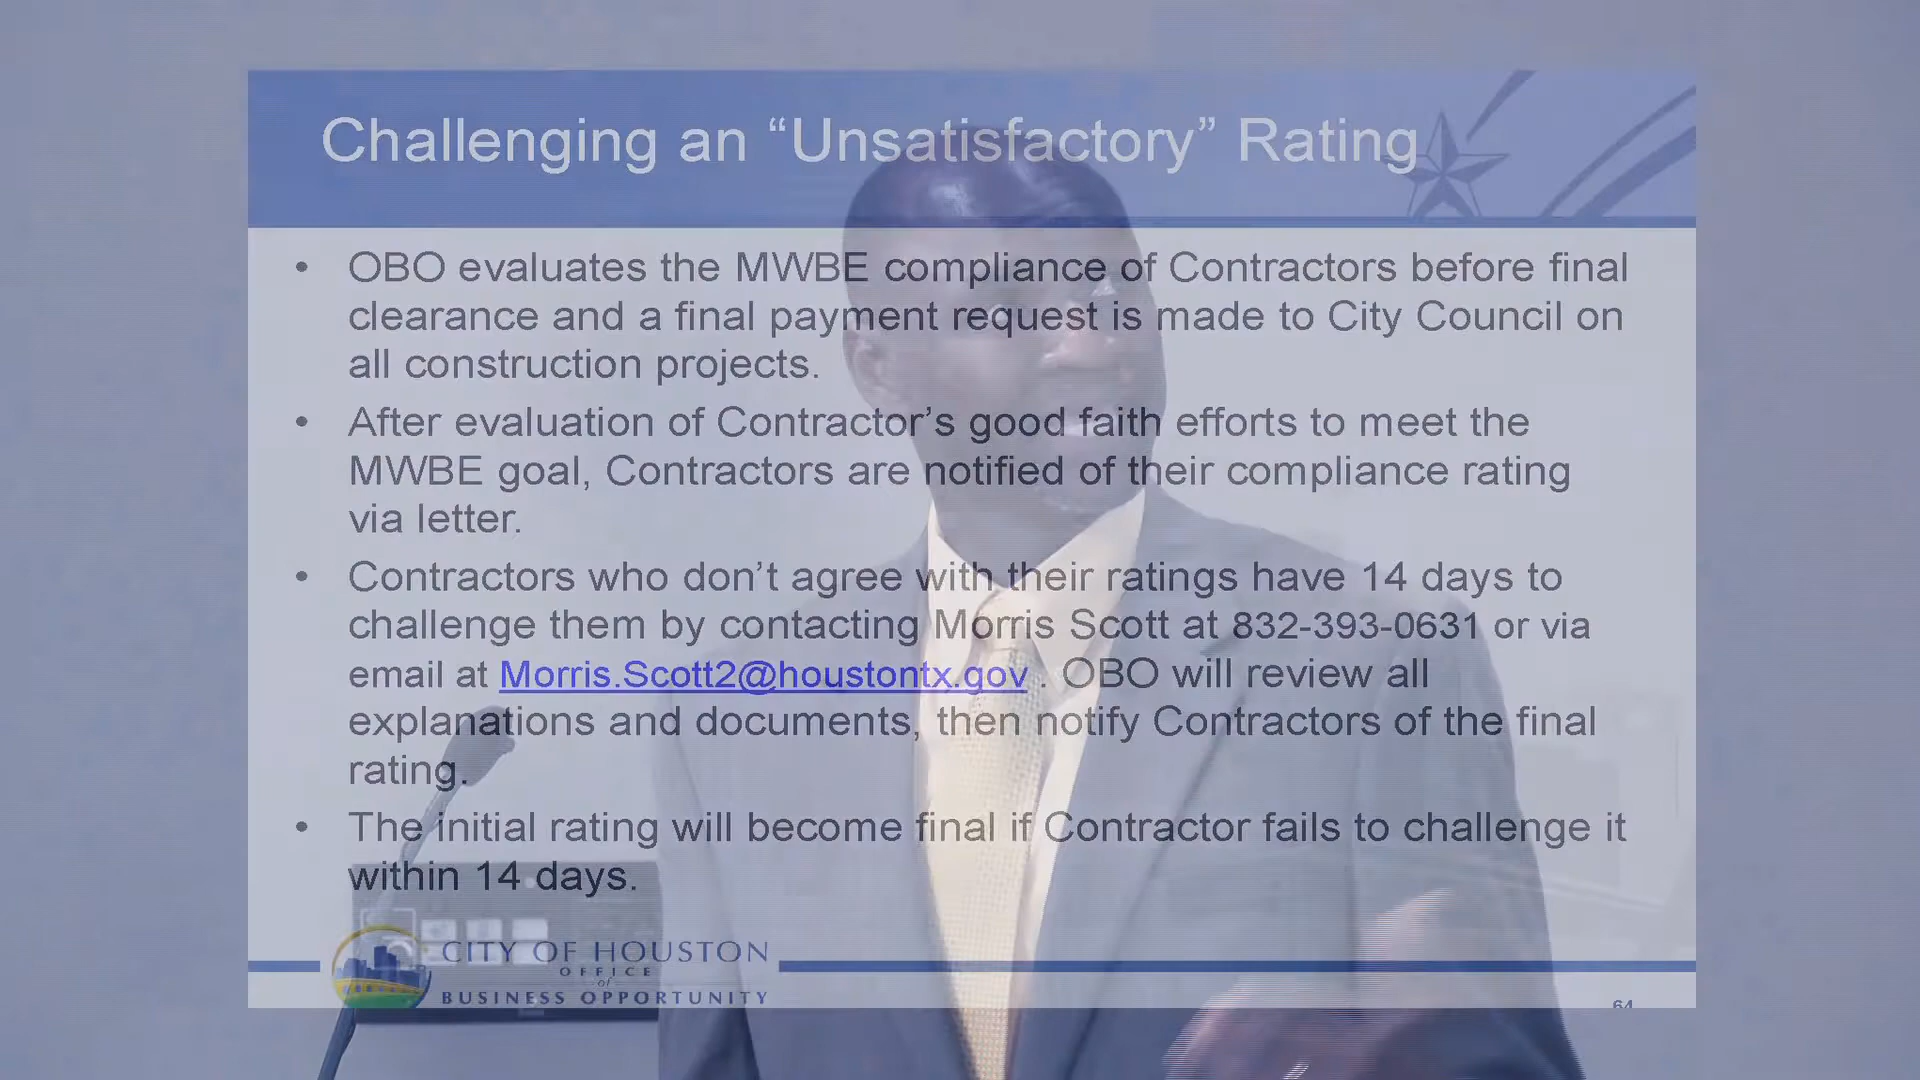 Challenging an “Unsatisfactory” Rating
• OBO evaluates the MWBE compliance of Contractors before final
clearance and a final payment request is made to City Council on
all construction projects.
• After evaluation of Contractor’s good faith efforts to meet the
MWBE goal, Contractors are notified of their compliance rating
via letter.
• Contractors who don’t agree with their ratings have 14 days to
challenge them by contacting Morris Scott at 832-393-0631 or via
email at Morris.Scott2@houstontx.gov . OBO will review all
explanations and documents, then notify Contractors of the final
rating.
• The initial rating will become final if Contractor fails to challenge it
within 14 days.
CITY OF HOUSTON
OFFICE
of
BUSINESS OPPORTUNITY
64